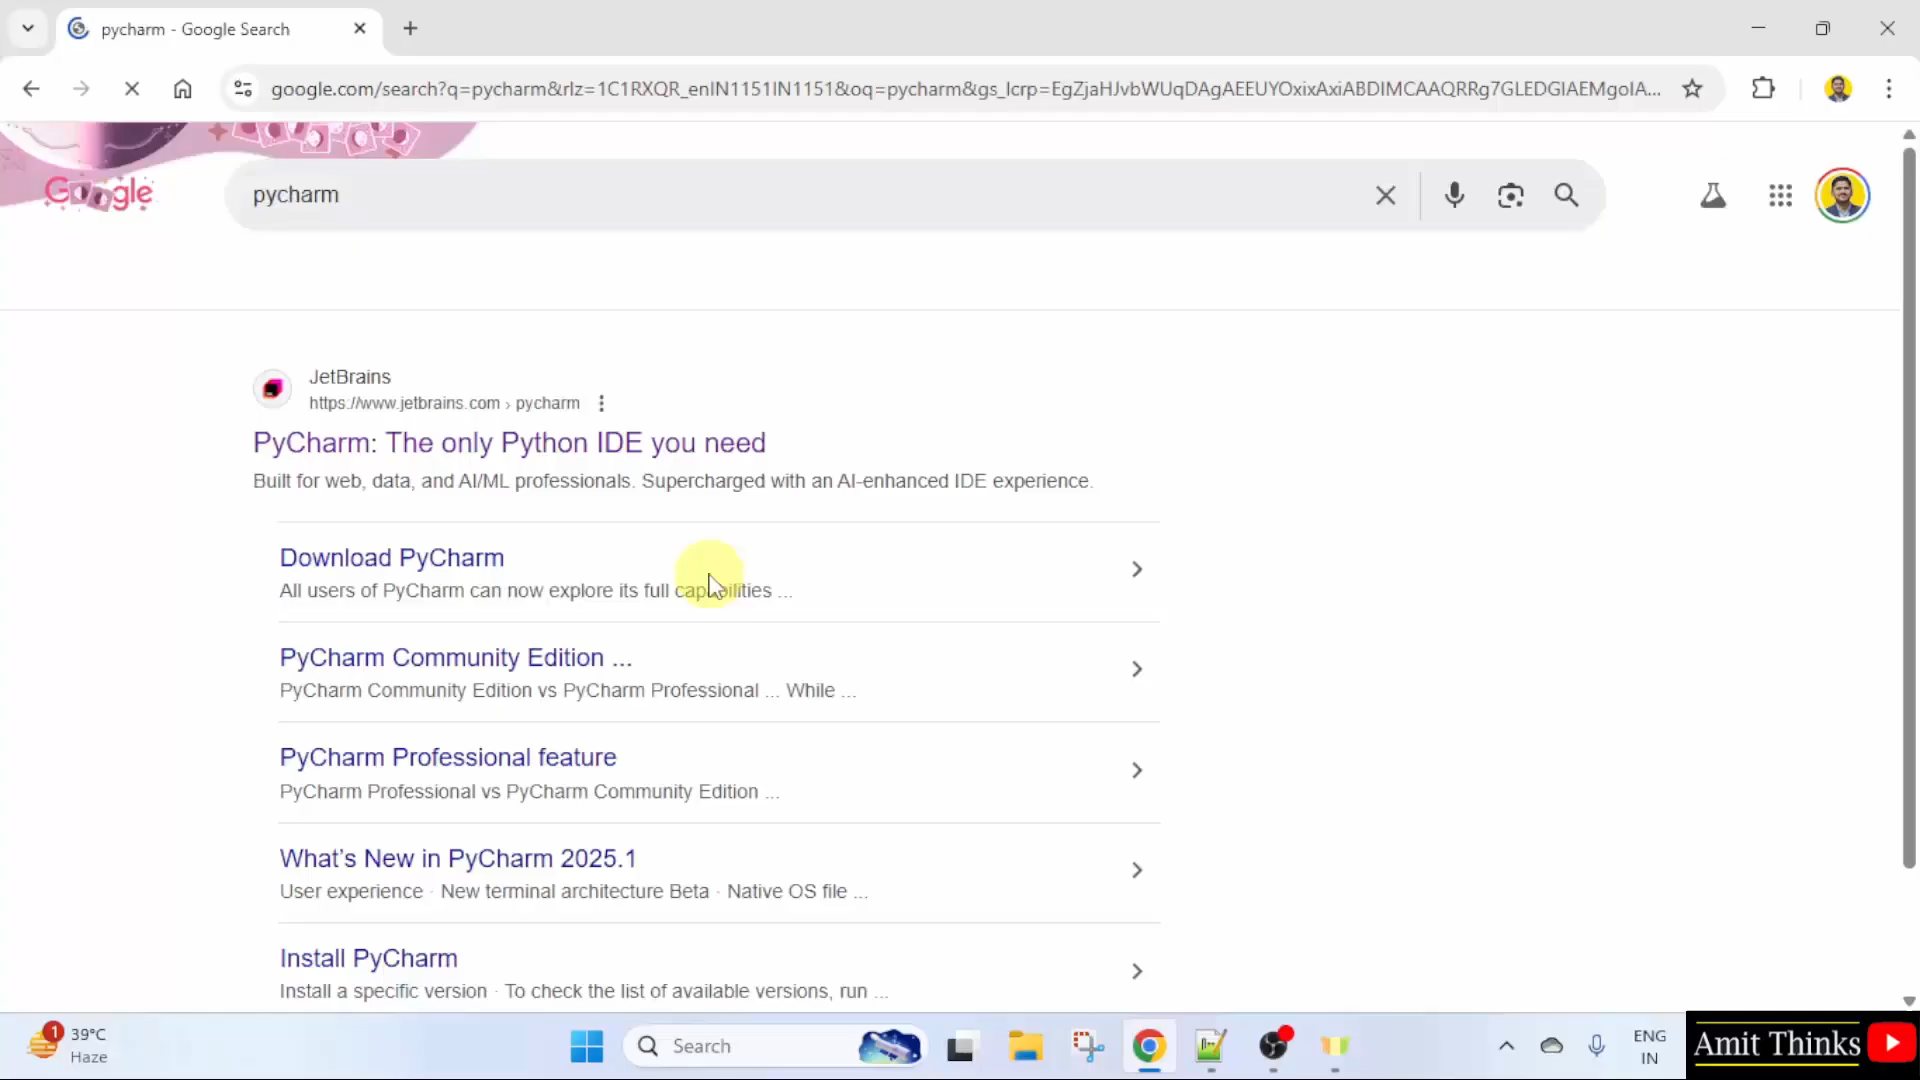 pycharm - Google Search
google.com/search?q=pycharm&rlz=1C1RXQR_enIN1151IN1151&oq=pycharm&gs_lcrp=EgZjaHJvbWUqDAgAEEUYOxixAxiABDIMCAAQRRg7GLEDGIAEMgoIA...
Google
pycharm
JetBrains
https://www.jetbrains.com › pycharm
PyCharm: The only Python IDE you need
Built for web, data, and AI/ML professionals. Supercharged with an AI-enhanced IDE experience.
Download PyCharm
All users of PyCharm can now explore its full capabilities ...
PyCharm Community Edition ...
PyCharm Community Edition vs PyCharm Professional ... While ...
PyCharm Professional feature
PyCharm Professional vs PyCharm Community Edition ...
What's New in PyCharm 2025.1
User experience · New terminal architecture Beta · Native OS file ...
Install PyCharm
Install a specific version · To check the list of available versions, run ...
1
39°C
Haze
Search
ENG
IN
Amit Thinks